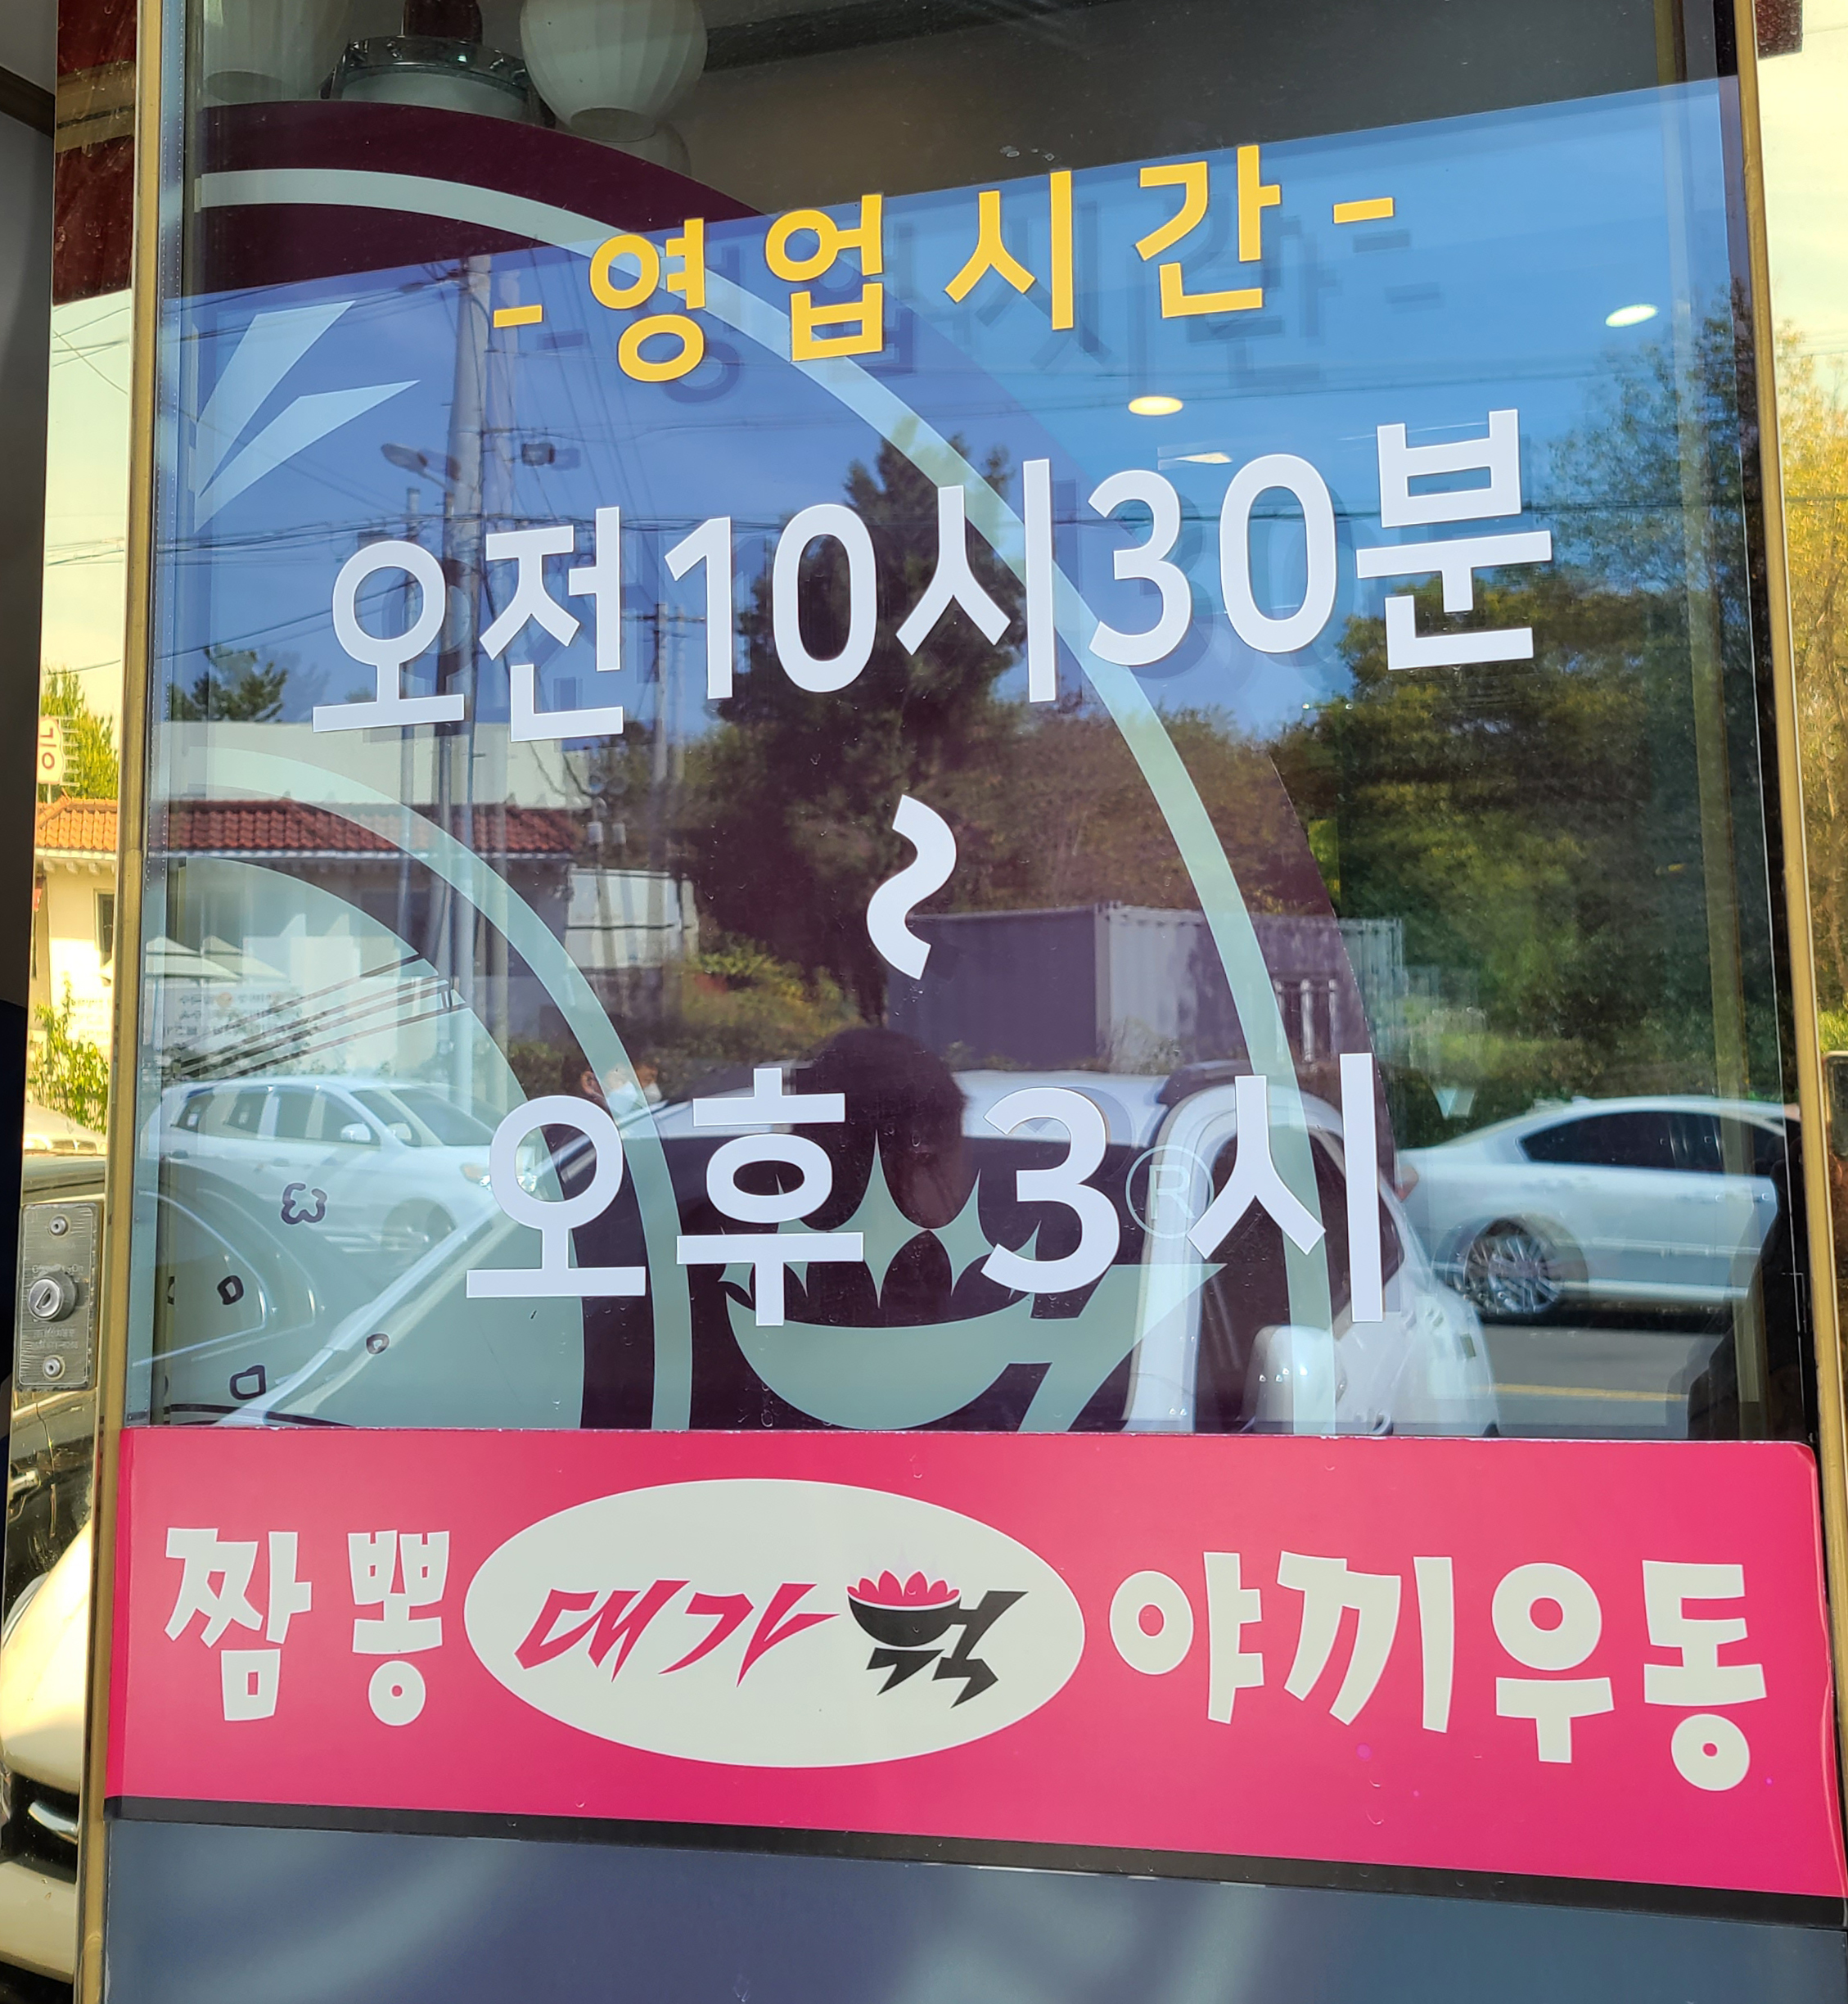 - 영업시간 -
오전10시30분
~
오후 3시
®
짬뽕 대가 야끼우동